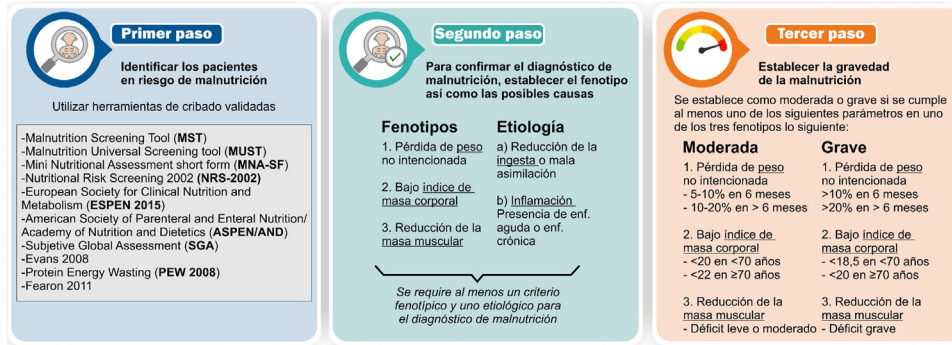 Primer paso
Identificar los pacientes
en riesgo de malnutrición
Utilizar herramientas de cribado validadas
-Malnutrition Screening Tool (MST)
-Malnutrition Universal Screening tool (MUST)
-Mini Nutritional Assessment short form (MNA-SF)
-Nutritional Risk Screening 2002 (NRS-2002)
-European Society for Clinical Nutrition and
Metabolism (ESPEN 2015)
-American Society of Parenteral and Enteral Nutrition/
Academy of Nutrition and Dietetics (ASPEN/AND)
-Subjetive Global Assessment (SGA)
-Evans 2008
-Protein Energy Wasting (PEW 2008)
-Fearon 2011
Segundo paso
Para confirmar el diagnóstico de
malnutrición, establecer el fenotipo
así como las posibles causas
Fenotipos
1. Pérdida de peso
no intencionada
2. Bajo índice de
masa corporal
3. Reducción de la
masa muscular
Etiología
a) Reducción de la
ingesta o mala
asimilación
b) Inflamación
Presencia de enf.
aguda o enf.
crónica
Se require al menos un criterio
fenotípico y uno etiológico para
el diagnóstico de malnutrición
Tercer paso
Establecer la gravedad
de la malnutrición
Se establece como moderada o grave si se cumple
al menos uno de los siguientes parámetros en uno
de los tres fenotipos lo siguiente:
Moderada
1. Pérdida de peso
no intencionada
- 5-10% en 6 meses
- 10-20% en > 6 meses
2. Bajo índice de
masa corporal
- <20 en <70 años
- <22 en ≥70 años
3. Reducción de la
masa muscular
- Déficit leve o moderado
Grave
1. Pérdida de peso
no intencionada
>10% en 6 meses
>20% en > 6 meses
2. Bajo índice de
masa corporal
- <18,5 en <70 años
- <20 en ≥70 años
3. Reducción de la
masa muscular
- Déficit grave